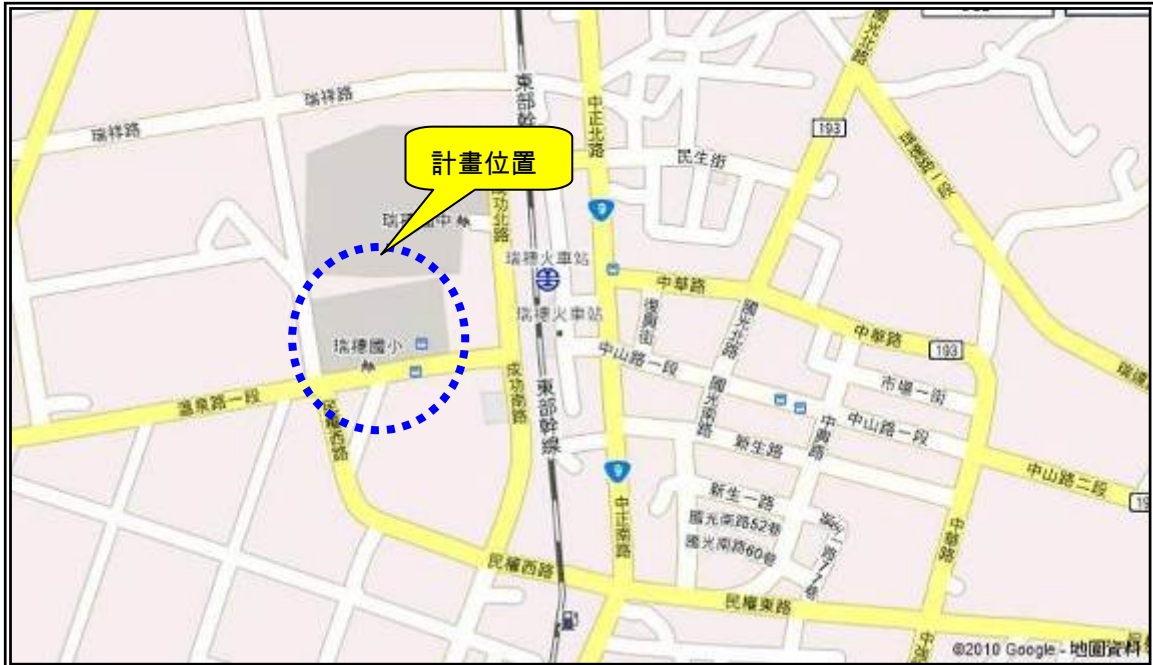 國光北路
193
瑞祥路
瑞祥路
東部幹
中正北路
計畫位置
民生街
9
成功北路
瑞穗火車站
中華路
瑞穗火車站
復興街
國光北路
中華路
193
瑞穗國小
中山路一段
市場一街
溫泉路一段
成功南路
東部幹線
國光南路
中山路一段
中興路
新生路
民權西路
9
中山路二段
新生一路
中正南路
國光南路52巷
國光南路60巷
中華路
民權西路
民權東路
©2010 Google - 地圖資料